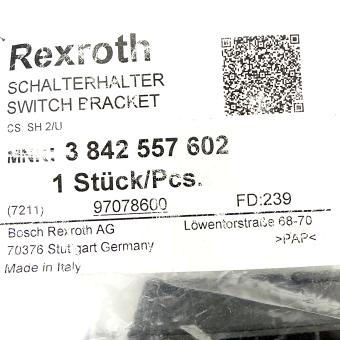 Rexroth
SCHALTERHALTER
SWITCH BRACKET
CS: SH 2/U
MNR: 3 842 557 602
1 Stück/Pcs.
(7211) 97078600 FD:239
Bosch Rexroth AG Löwentorstraße 68-70
70376 Stuttgart Germany >PAP<
Made in Italy